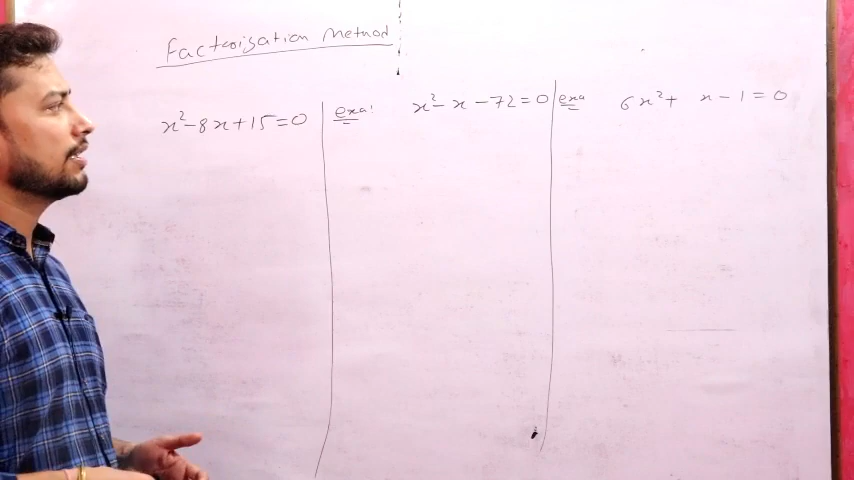 Factorisation Method
x²-8x+15=0
exa:
x²-x-72=0
exa
6x²+ x-1=0